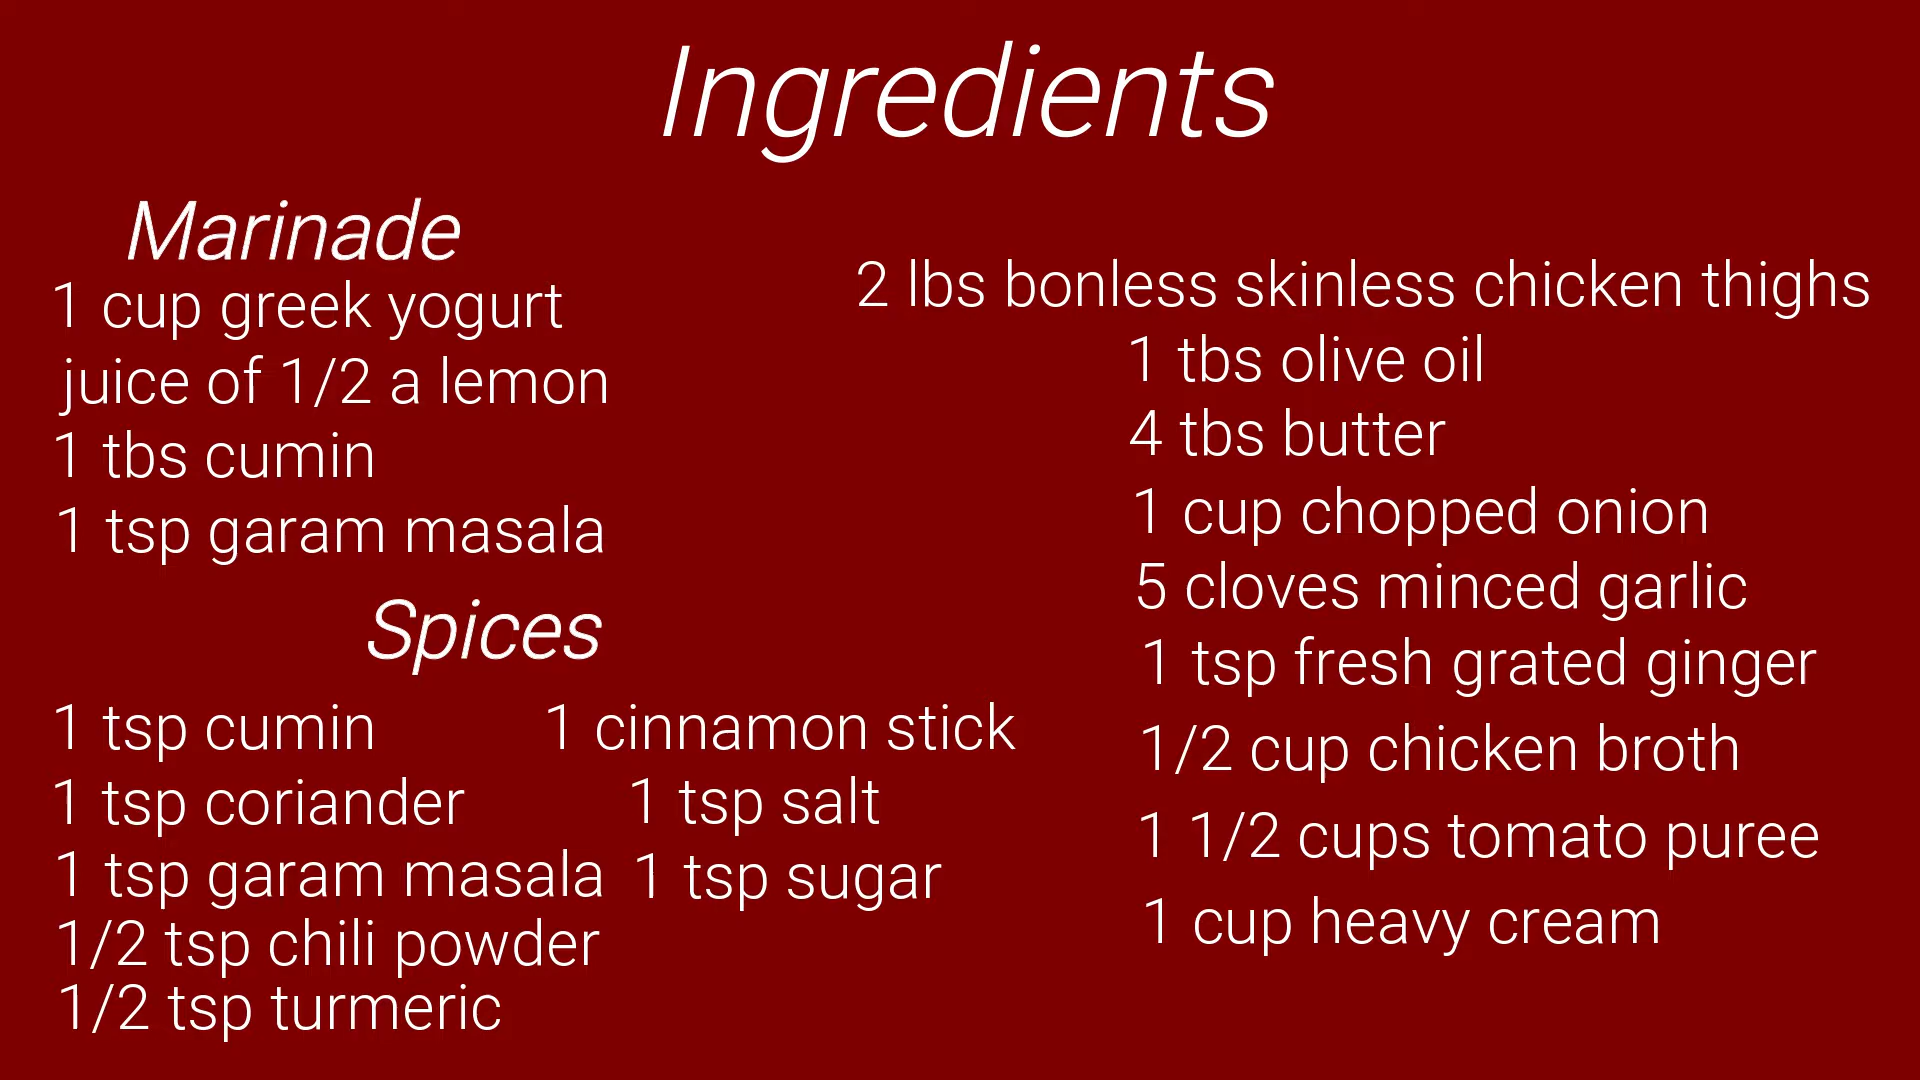 Ingredients
Marinade
1 cup greek yogurt
juice of 1/2 a lemon
1 tbs cumin
1 tsp garam masala
Spices
1 tsp cumin
1 tsp coriander
1 tsp garam masala
1/2 tsp chili powder
1/2 tsp turmeric
1 cinnamon stick
1 tsp salt
1 tsp sugar
2 lbs bonless skinless chicken thighs
1 tbs olive oil
4 tbs butter
1 cup chopped onion
5 cloves minced garlic
1 tsp fresh grated ginger
1/2 cup chicken broth
1 1/2 cups tomato puree
1 cup heavy cream